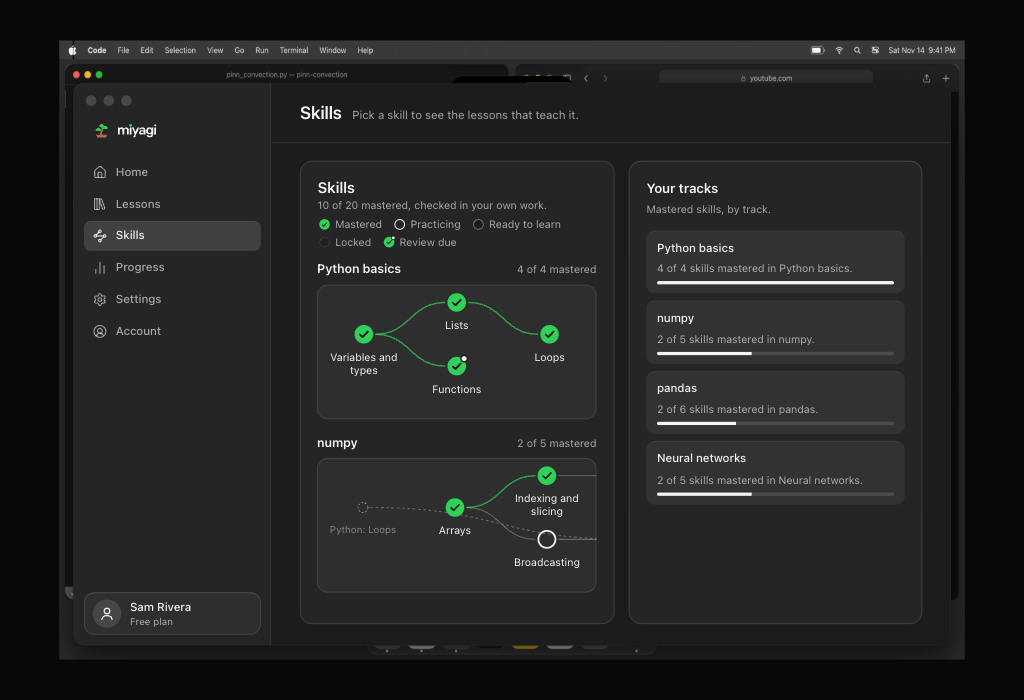 Code File Edit Selection View Go Run Terminal Window Help
Sat Nov 14 9:41 PM
pinn_convection.py — pinn-convection
youtube.com
miyagi
Home
Lessons
Skills
Progress
Settings
Account
Sam Rivera
Free plan
Skills Pick a skill to see the lessons that teach it.
Skills
10 of 20 mastered, checked in your own work.
Mastered Practicing Ready to learn
Locked Review due
Python basics 4 of 4 mastered
Lists
Variables and
types
Loops
Functions
numpy 2 of 5 mastered
Indexing and
slicing
Python: Loops
Arrays
Broadcasting
Your tracks
Mastered skills, by track.
Python basics
4 of 4 skills mastered in Python basics.
numpy
2 of 5 skills mastered in numpy.
pandas
2 of 6 skills mastered in pandas.
Neural networks
2 of 5 skills mastered in Neural networks.